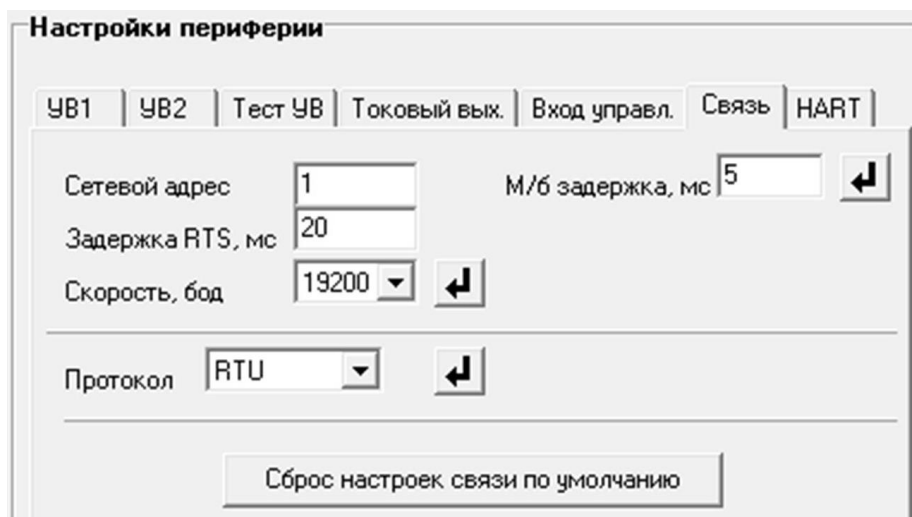 Настройки периферии
УВ1 УВ2 Тест УВ Токовый вых. Вход управл. Связь HART
Сетевой адрес 1 М/б задержка, мс 5
Задержка RTS, мс 20
Скорость, бод 19200
Протокол RTU
Сброс настроек связи по умолчанию